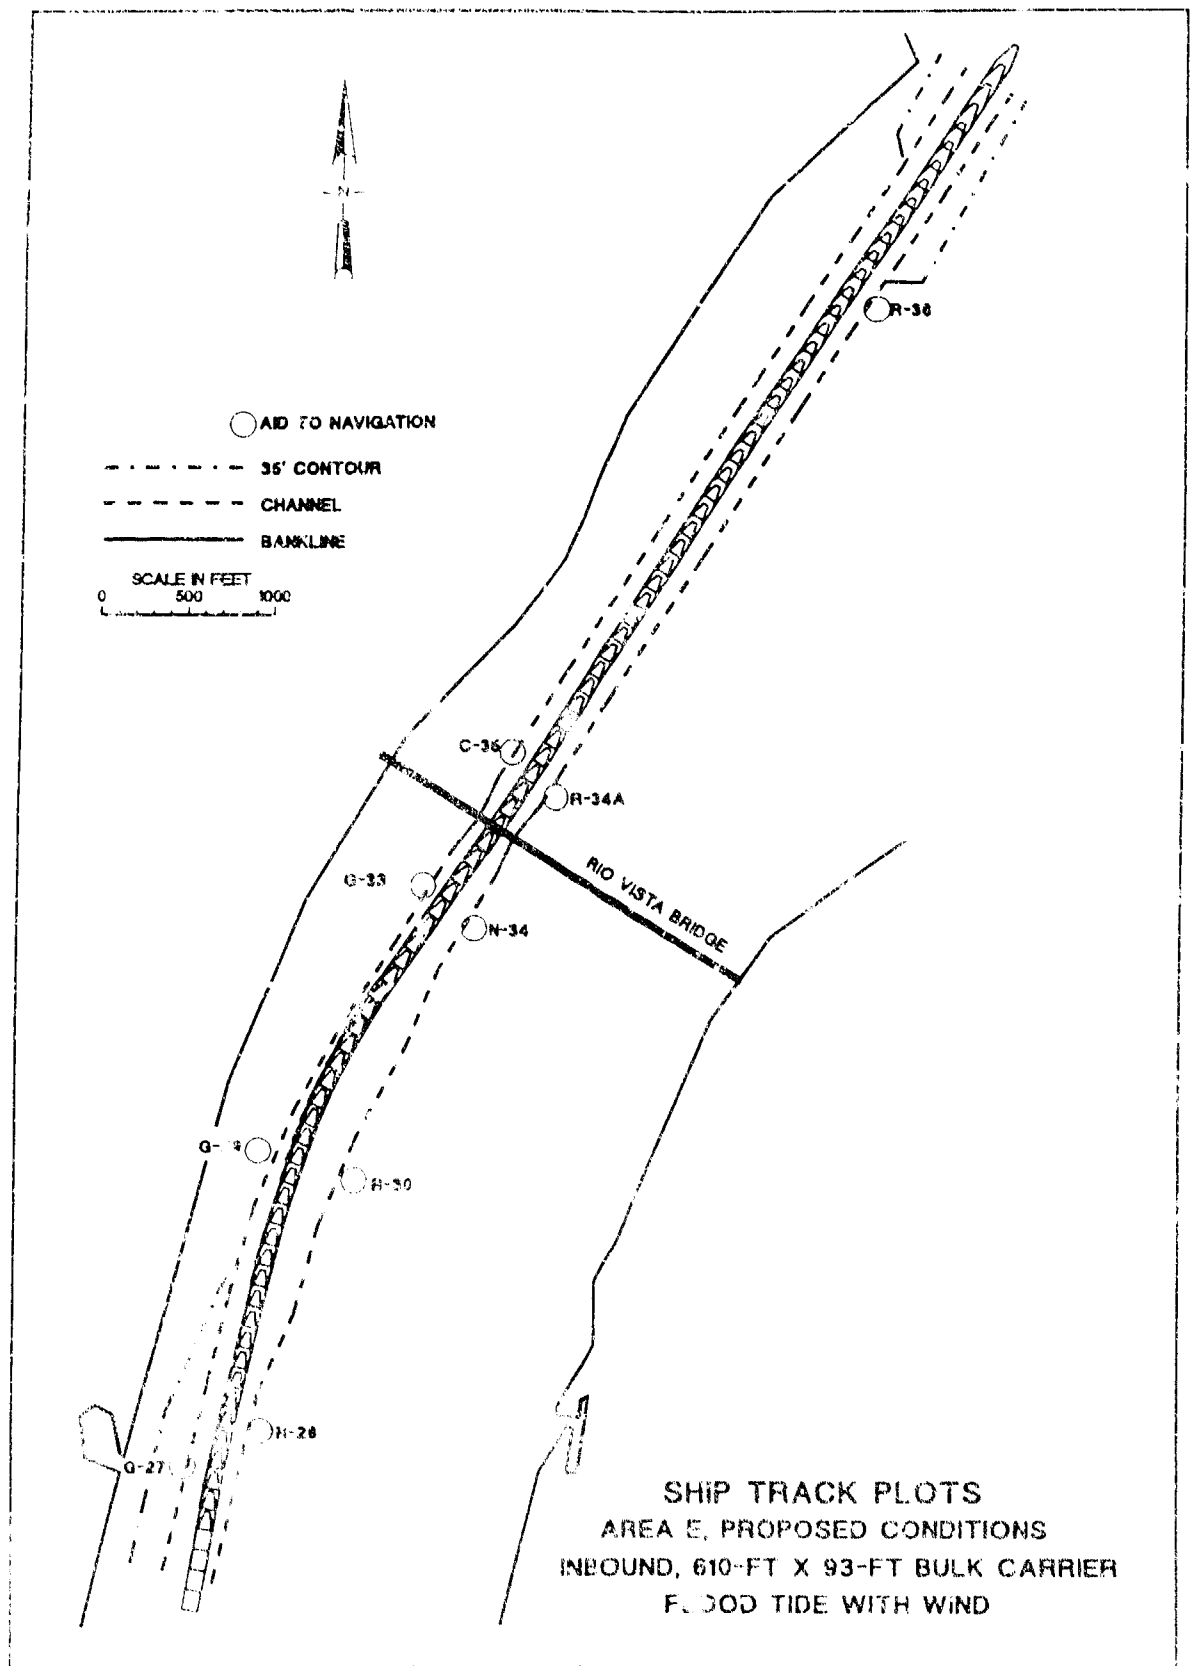 N
R-36
AID TO NAVIGATION
35' CONTOUR
CHANNEL
BANKLINE
SCALE IN FEET
0 500 1000
C-35
R-34A
RIO VISTA BRIDGE
G-33
N-34
R-30
R-28
G-27
SHIP TRACK PLOTS
AREA E, PROPOSED CONDITIONS
INBOUND, 610-FT X 93-FT BULK CARRIER
TIDE WITH WIND